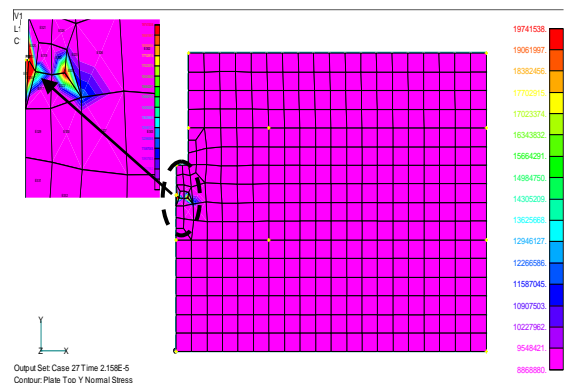 V1
L1
C
19741538.
19061997.
18382456.
17702915.
17023374.
16343832.
15664291.
14984750.
14305209.
13625668.
12946127.
12266586.
11587045.
10907503.
10227962.
9548421.
8868880.
Y
Z X
Output Set: Case 27 Time 2.158E-5
Contour: Plate Top Y Normal Stress